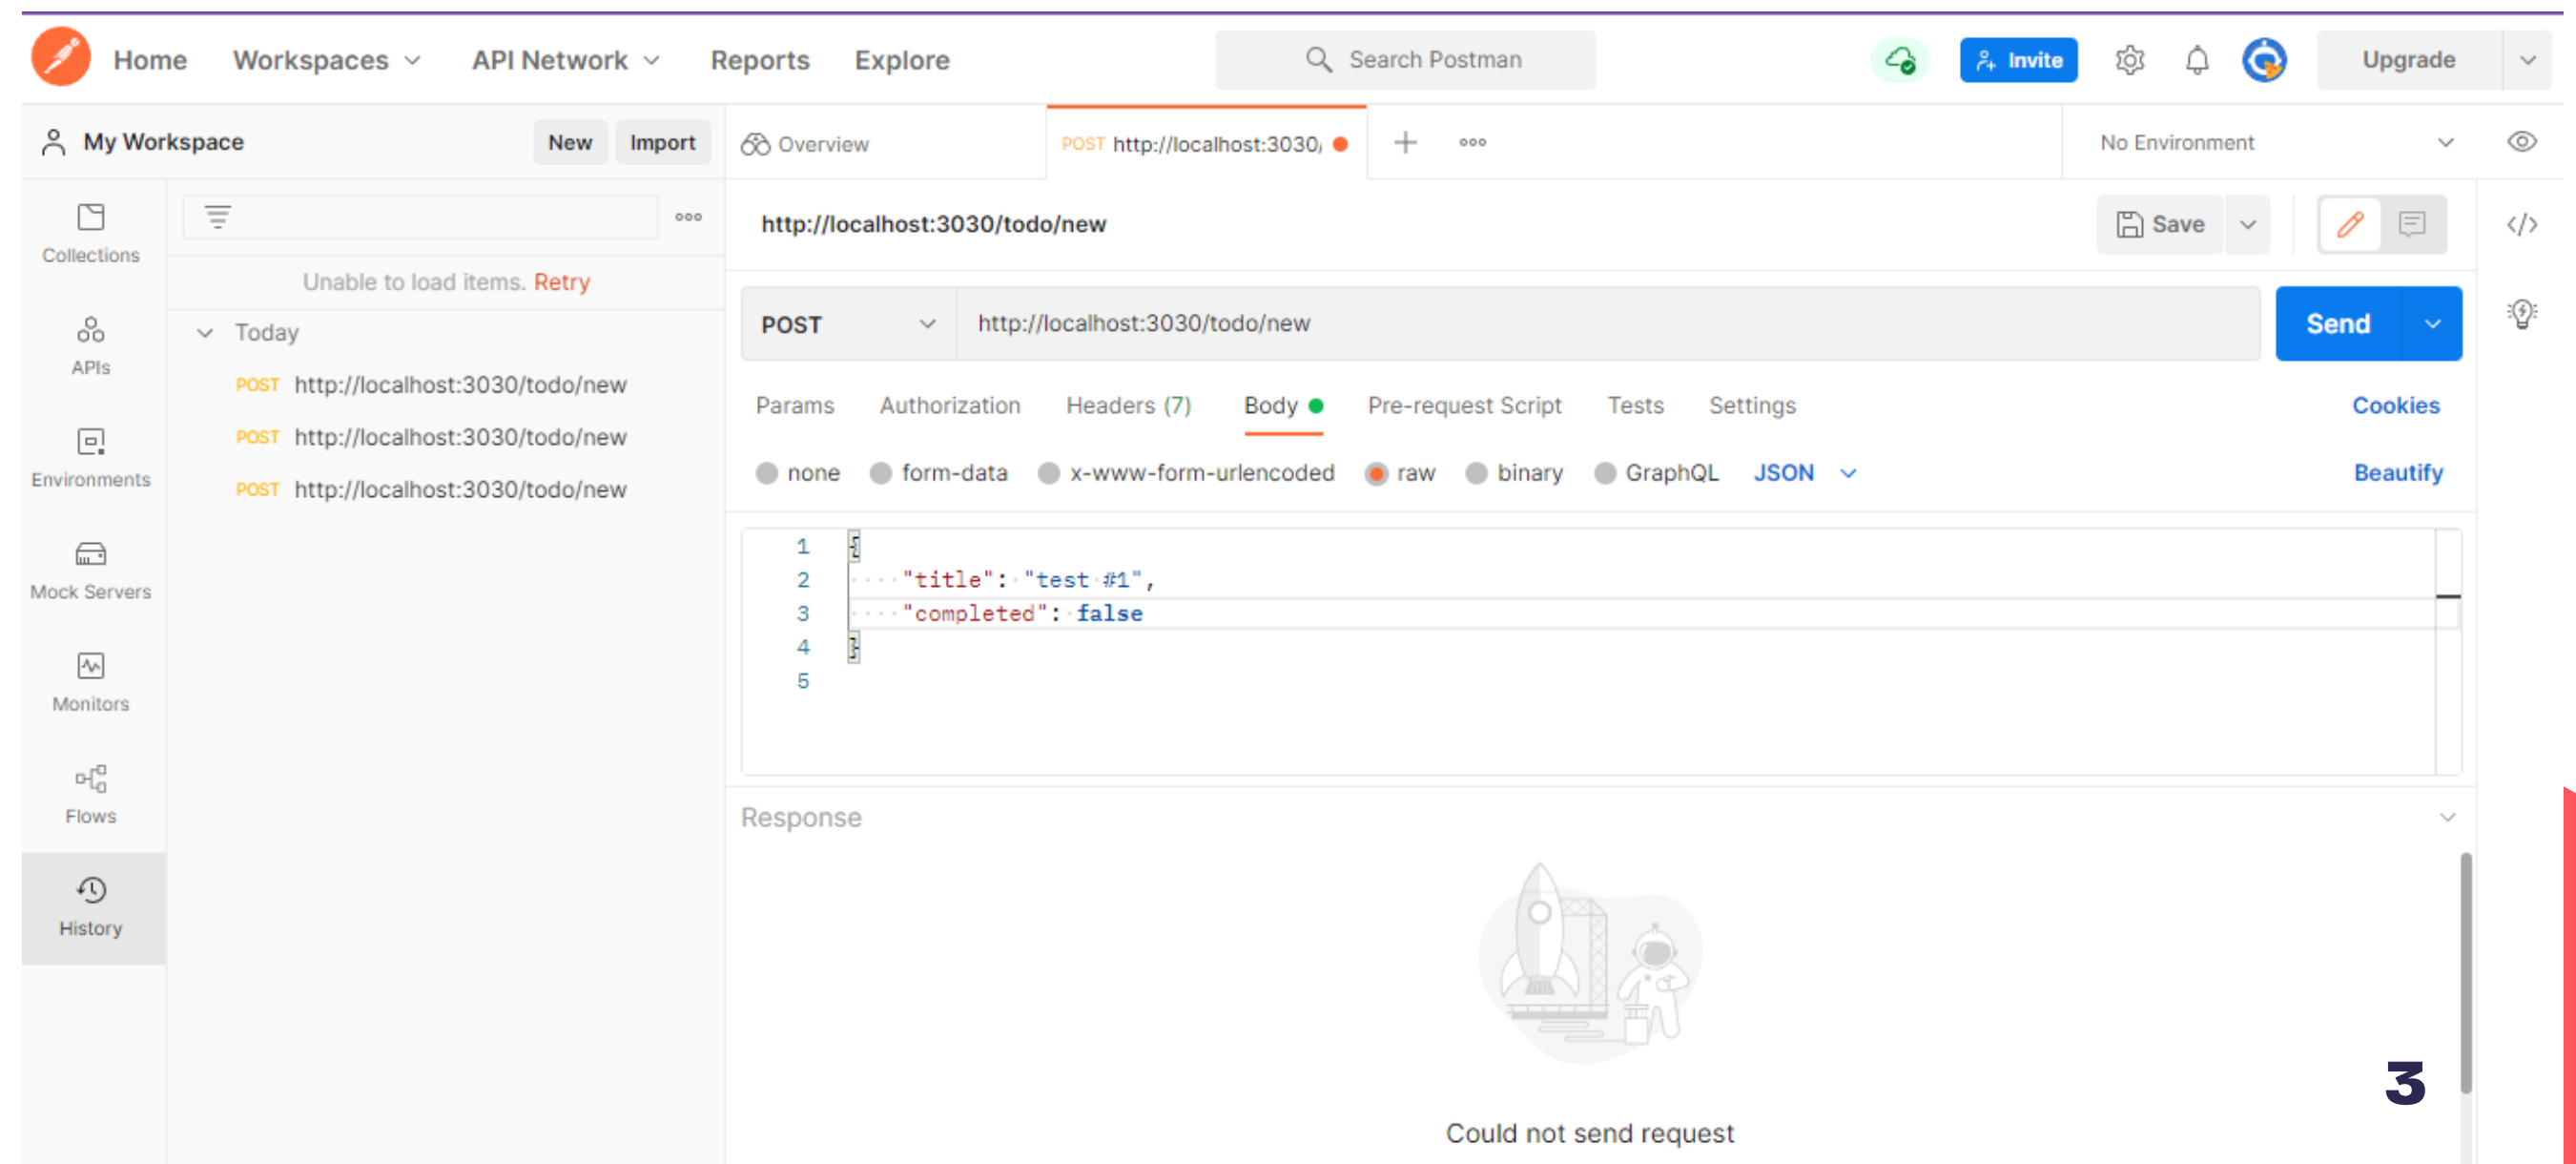 Home Workspaces API Network Reports Explore Search Postman Invite Upgrade
My Workspace New Import Overview POST http://localhost:3030/ No Environment
Collections
APIs
Environments
Mock Servers
Monitors
Flows
History
Unable to load items. Retry
Today
POST http://localhost:3030/todo/new
POST http://localhost:3030/todo/new
POST http://localhost:3030/todo/new
http://localhost:3030/todo/new Save </>
POST http://localhost:3030/todo/new Send
Params Authorization Headers (7) Body Pre-request Script Tests Settings Cookies
none form-data x-www-form-urlencoded raw binary GraphQL JSON Beautify
1 {
2 "title": "test #1",
3 "completed": false
4 }
5
Response
Could not send request
3